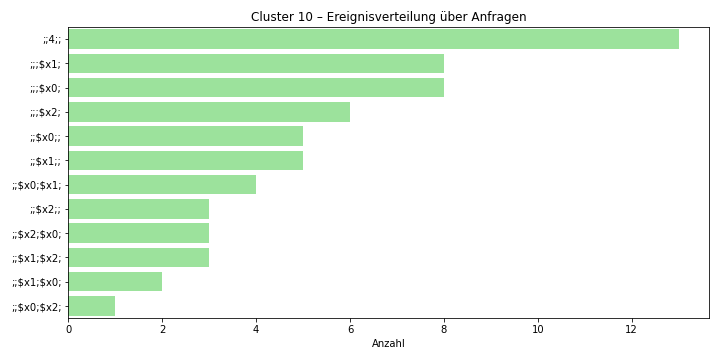 Cluster 10 – Ereignisverteilung über Anfragen
;;4;;
;;;$x1;
;;;$x0;
;;;$x2;
;;$x0;;
;;$x1;;
;;$x0;$x1;
;;$x2;;
;;$x2;$x0;
;;$x1;$x2;
;;$x1;$x0;
;;$x0;$x2;
0 2 4 6 8 10 12
Anzahl